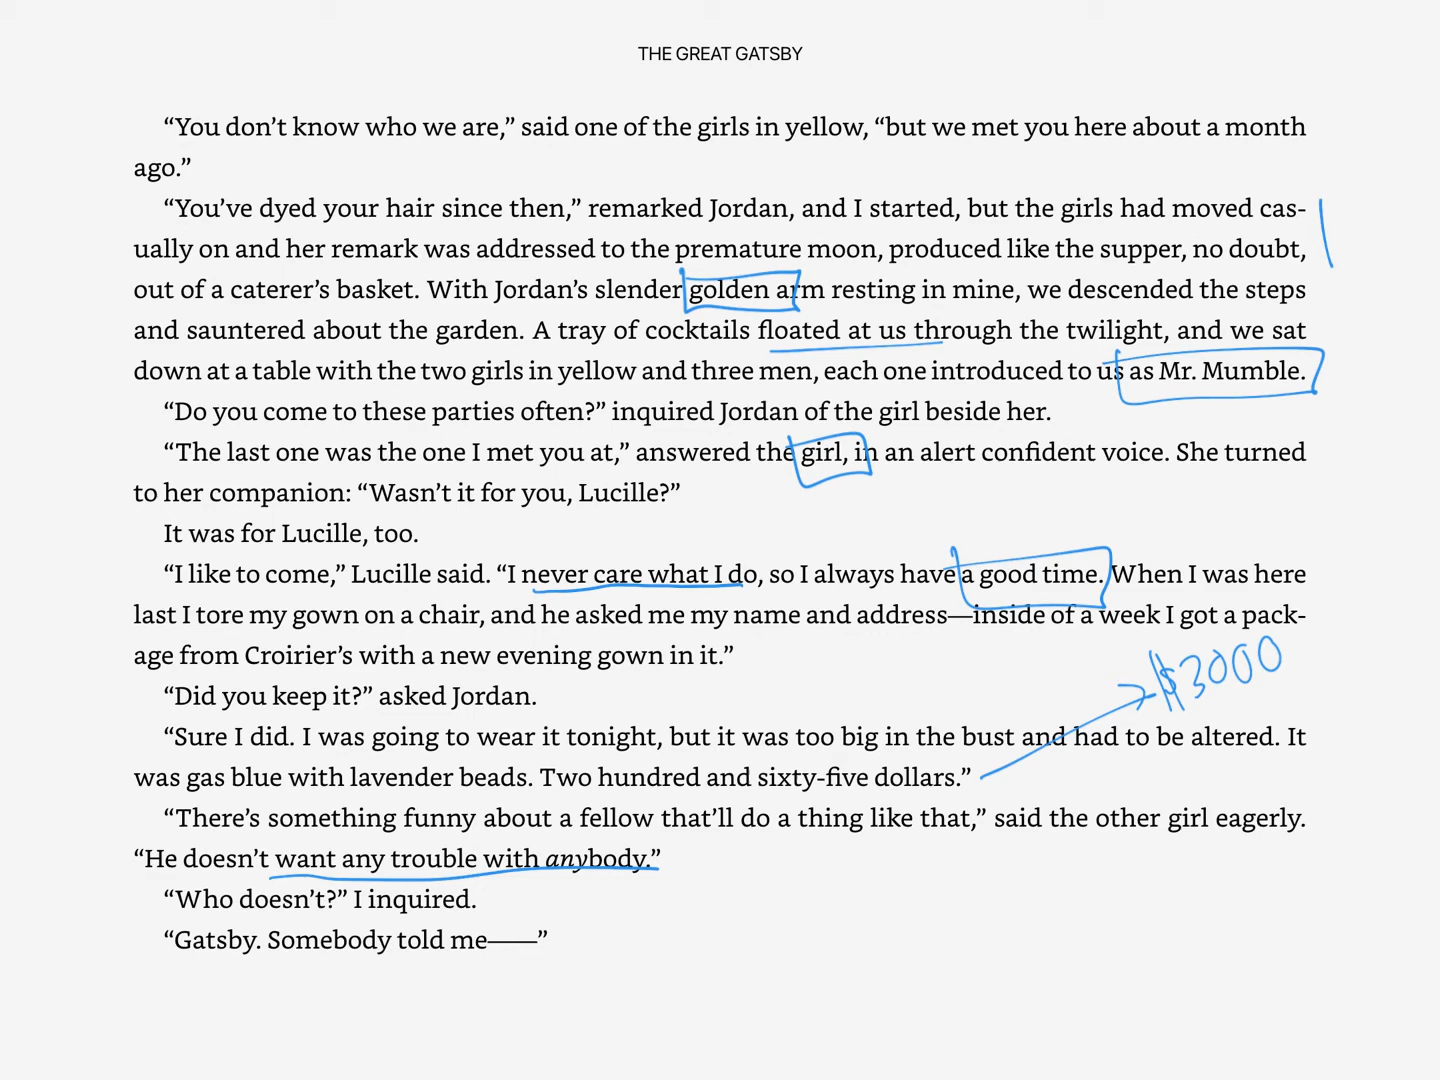 THE GREAT GATSBY
“You don’t know who we are,” said one of the girls in yellow, “but we met you here about a month
ago.”
“You’ve dyed your hair since then,” remarked Jordan, and I started, but the girls had moved cas-
ually on and her remark was addressed to the premature moon, produced like the supper, no doubt,
out of a caterer’s basket. With Jordan’s slender golden arm resting in mine, we descended the steps
and sauntered about the garden. A tray of cocktails floated at us through the twilight, and we sat
down at a table with the two girls in yellow and three men, each one introduced to us as Mr. Mumble.
“Do you come to these parties often?” inquired Jordan of the girl beside her.
“The last one was the one I met you at,” answered the girl, in an alert confident voice. She turned
to her companion: “Wasn’t it for you, Lucille?”
It was for Lucille, too.
“I like to come,” Lucille said. “I never care what I do, so I always have a good time. When I was here
last I tore my gown on a chair, and he asked me my name and address—inside of a week I got a pack-
age from Croirier’s with a new evening gown in it.”
$3000
“Did you keep it?” asked Jordan.
“Sure I did. I was going to wear it tonight, but it was too big in the bust and had to be altered. It
was gas blue with lavender beads. Two hundred and sixty-five dollars.”
“There’s something funny about a fellow that’ll do a thing like that,” said the other girl eagerly.
“He doesn’t want any trouble with anybody.”
“Who doesn’t?” I inquired.
“Gatsby. Somebody told me——”